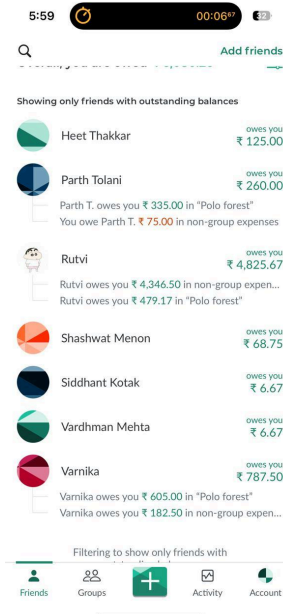 5:59
00:06⁶⁷
32
Add friends
Showing only friends with outstanding balances
Heet Thakkar
owes you
₹ 125.00
Parth Tolani
owes you
₹ 260.00
Parth T. owes you ₹ 335.00 in “Polo forest”
You owe Parth T. ₹ 75.00 in non-group expenses
Rutvi
owes you
₹ 4,825.67
Rutvi owes you ₹ 4,346.50 in non-group expen...
Rutvi owes you ₹ 479.17 in “Polo forest”
Shashwat Menon
owes you
₹ 68.75
Siddhant Kotak
owes you
₹ 6.67
Vardhman Mehta
owes you
₹ 6.67
Varnika
owes you
₹ 787.50
Varnika owes you ₹ 605.00 in “Polo forest”
Varnika owes you ₹ 182.50 in non-group expen...
Filtering to show only friends with
Friends
Groups
Activity
Account